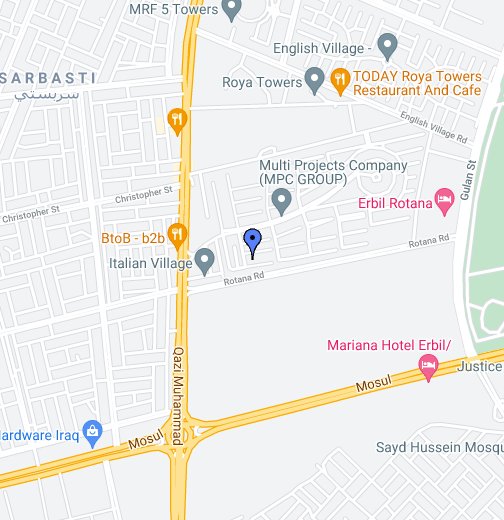 MRF 5 Towers
English Village -
SARBASTI
سربستي
Roya Towers
TODAY Roya Towers
Restaurant And Cafe
English Village Rd
Gulan St
Multi Projects Company
(MPC GROUP)
Christopher St
Christopher St
Erbil Rotana
BtoB - b2b
Italian Village
Rotana Rd
Rotana Rd
Mariana Hotel Erbil/
Justice
Qazi Muhammad
Mosul
Mosul
Hardware Iraq
Sayd Hussein Mosqu